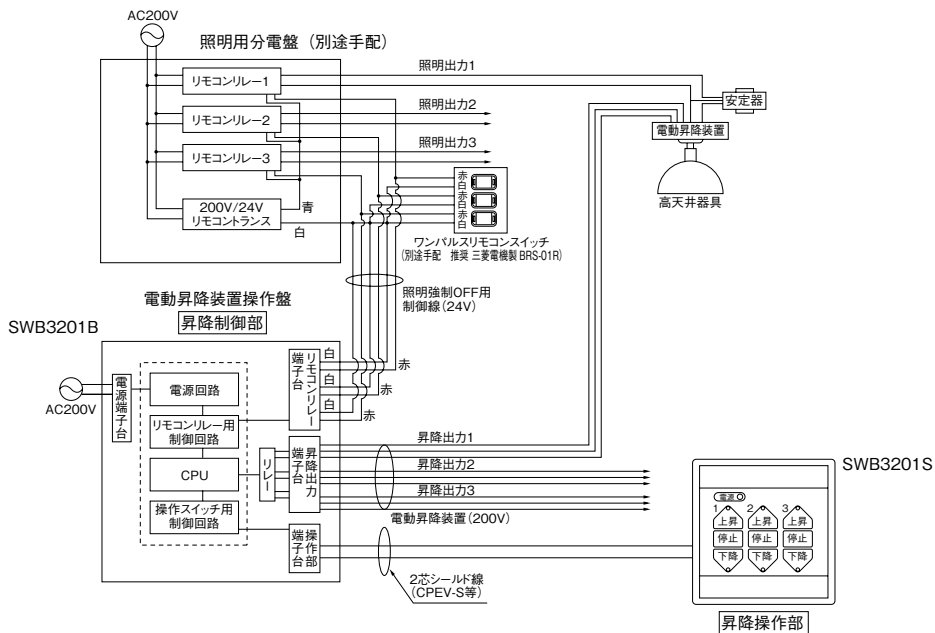 AC200V
照明用分電盤（別途手配）
リモコンリレー1
リモコンリレー2
リモコンリレー3
200V/24V
リモコントランス
青
白
照明出力1
照明出力2
照明出力3
安定器
電動昇降装置
高天井器具
赤
白
赤
白
赤
白
ワンパルスリモコンスイッチ
(別途手配　推奨 三菱電機製 BRS-01R)
照明強制OFF用
制御線(24V)
電動昇降装置操作盤
SWB3201B
昇降制御部
AC200V
電源端子台
電源回路
リモコンリレー用
制御回路
CPU
操作スイッチ用
制御回路
リモコンリレー
端子台
白
赤
白
赤
白
赤
リレー
昇降出力
端子台
昇降出力1
昇降出力2
昇降出力3
電動昇降装置(200V)
操作部
端子台
2芯シールド線
(CPEV-S等)
SWB3201S
電源
1 2 3
上昇 上昇 上昇
停止 停止 停止
下降 下降 下降
昇降操作部